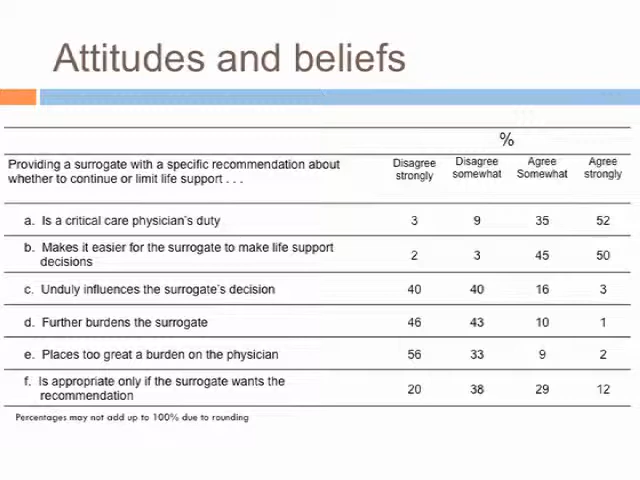 Attitudes and beliefs
%
Providing a surrogate with a specific recommendation about whether to continue or limit life support . . . Disagree strongly Disagree somewhat Agree Somewhat Agree strongly
a. Is a critical care physician's duty 3 9 35 52
b. Makes it easier for the surrogate to make life support decisions 2 3 45 50
c. Unduly influences the surrogate's decision 40 40 16 3
d. Further burdens the surrogate 46 43 10 1
e. Places too great a burden on the physician 56 33 9 2
f. Is appropriate only if the surrogate wants the recommendation 20 38 29 12
Percentages may not add up to 100% due to rounding